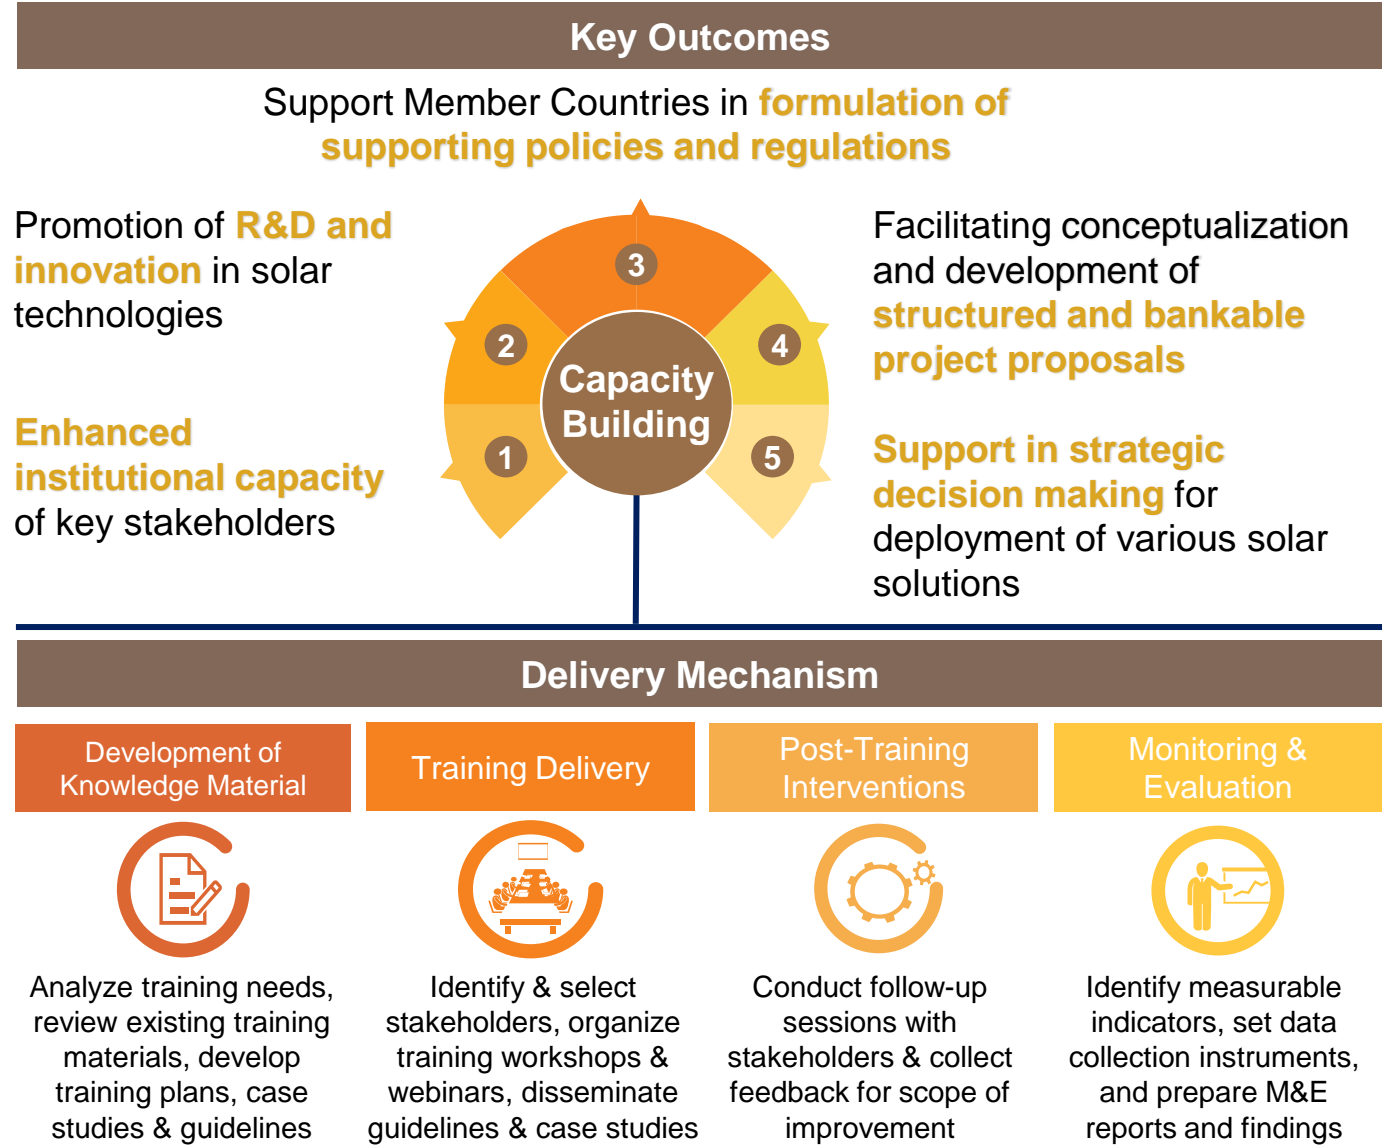 Key Outcomes
Support Member Countries in formulation of
supporting policies and regulations
Promotion of R&D and
innovation in solar
technologies
Enhanced
institutional capacity
of key stakeholders
3
2
4
1
5
Capacity
Building
Facilitating conceptualization
and development of
structured and bankable
project proposals
Support in strategic
decision making for
deployment of various solar
solutions
Delivery Mechanism
Development of
Knowledge Material
Analyze training needs,
review existing training
materials, develop
training plans, case
studies & guidelines
Training Delivery
Identify & select
stakeholders, organize
training workshops &
webinars, disseminate
guidelines & case studies
Post-Training
Interventions
Conduct follow-up
sessions with
stakeholders & collect
feedback for scope of
improvement
Monitoring &
Evaluation
Identify measurable
indicators, set data
collection instruments,
and prepare M&E
reports and findings